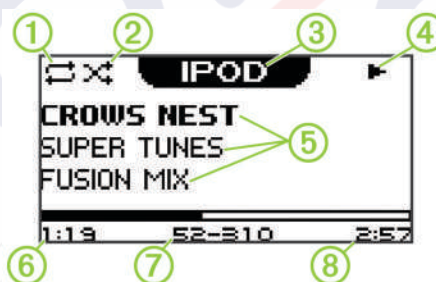 1 2 3 4
IPOD
CROWS NEST
SUPER TUNES
FUSION MIX
5
1:19 52-310 2:57
6 7 8